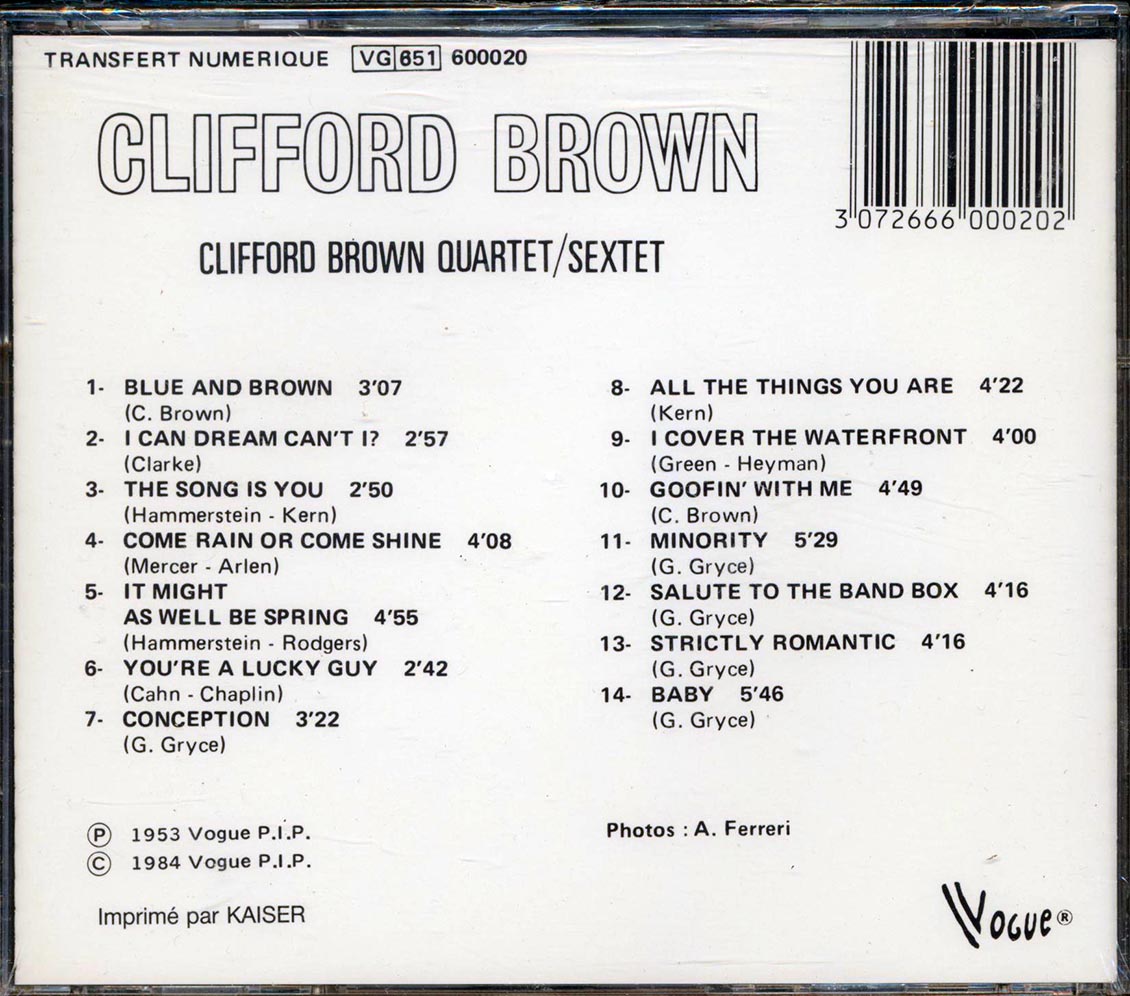 TRANSFERT NUMERIQUE VG 651 600020
CLIFFORD BROWN
3 072666 000202
CLIFFORD BROWN QUARTET/SEXTET
1- BLUE AND BROWN 3'07
(C. Brown)
2- I CAN DREAM CAN'T I? 2'57
(Clarke)
3- THE SONG IS YOU 2'50
(Hammerstein - Kern)
4- COME RAIN OR COME SHINE 4'08
(Mercer - Arlen)
5- IT MIGHT
AS WELL BE SPRING 4'55
(Hammerstein - Rodgers)
6- YOU'RE A LUCKY GUY 2'42
(Cahn - Chaplin)
7- CONCEPTION 3'22
(G. Gryce)
8- ALL THE THINGS YOU ARE 4'22
(Kern)
9- I COVER THE WATERFRONT 4'00
(Green - Heyman)
10- GOOFIN' WITH ME 4'49
(C. Brown)
11- MINORITY 5'29
(G. Gryce)
12- SALUTE TO THE BAND BOX 4'16
(G. Gryce)
13- STRICTLY ROMANTIC 4'16
(G. Gryce)
14- BABY 5'46
(G. Gryce)
Ⓟ 1953 Vogue P.I.P.
© 1984 Vogue P.I.P.
Imprimé par KAISER
Photos : A. Ferreri
VOGUE ®